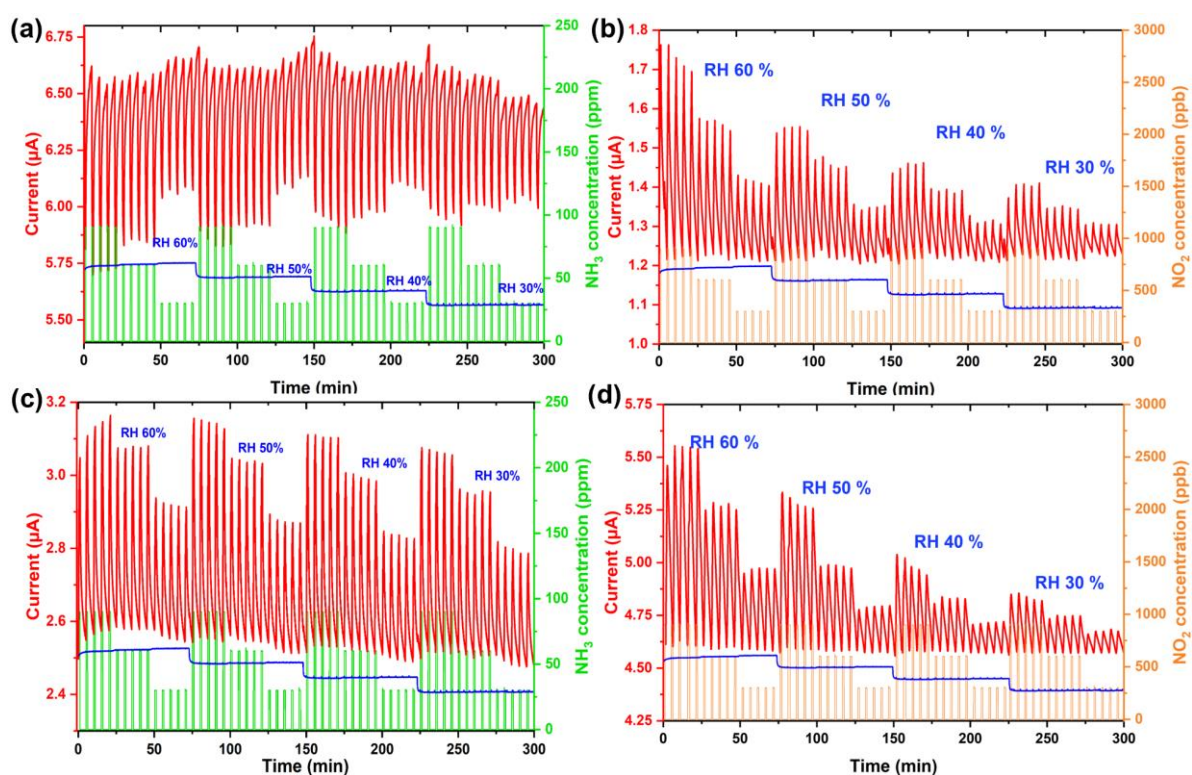 (a)
6.75
6.50
6.25
6.00
5.75
5.50
Current (µA)
RH 60%
RH 50%
RH 40%
RH 30%
250
200
150
100
50
0
NH3 concentration (ppm)
0 50 100 150 200 250 300
Time (min)
(b)
1.8
1.7
1.6
1.5
1.4
1.3
1.2
1.1
1.0
Current (µA)
RH 60 %
RH 50 %
RH 40 %
RH 30 %
3000
2500
2000
1500
1000
500
0
NO2 concentration (ppb)
0 50 100 150 200 250 300
Time (min)
(c)
3.2
3.0
2.8
2.6
2.4
Current (µA)
RH 60%
RH 50%
RH 40%
RH 30%
250
200
150
100
50
0
NH3 concentration (ppm)
0 50 100 150 200 250 300
Time (min)
(d)
5.75
5.50
5.25
5.00
4.75
4.50
4.25
Current (µA)
RH 60 %
RH 50 %
RH 40 %
RH 30 %
3000
2500
2000
1500
1000
500
0
NO2 concentration (ppb)
0 50 100 150 200 250 300
Time (min)